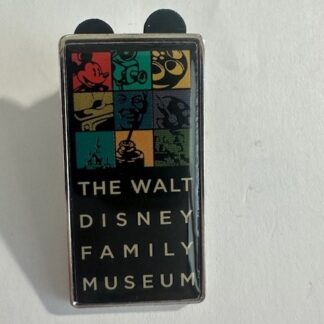 THE WALT
DISNEY
FAMILY
MUSEUM